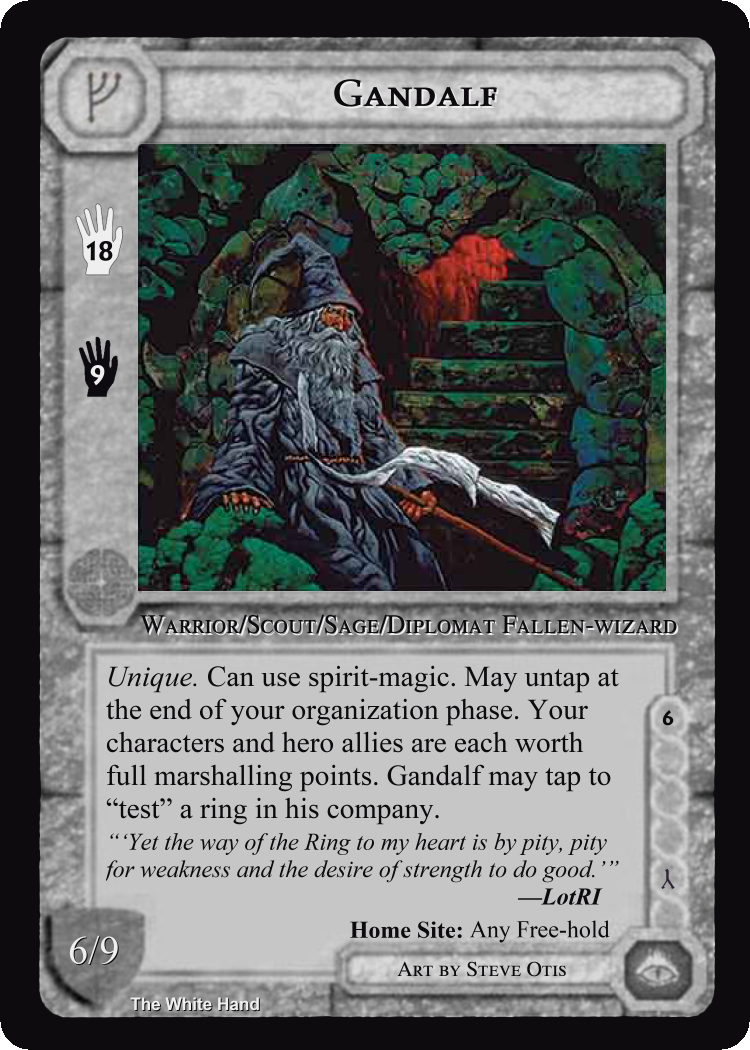 Gandalf
18
9
Warrior/Scout/Sage/Diplomat Fallen-wizard
Unique. Can use spirit-magic. May untap at
the end of your organization phase. Your
characters and hero allies are each worth
full marshalling points. Gandalf may tap to
“test” a ring in his company.
“‘Yet the way of the Ring to my heart is by pity, pity
for weakness and the desire of strength to do good.’”
—LotRI
6
Home Site: Any Free-hold
6/9
Art by Steve Otis
The White Hand